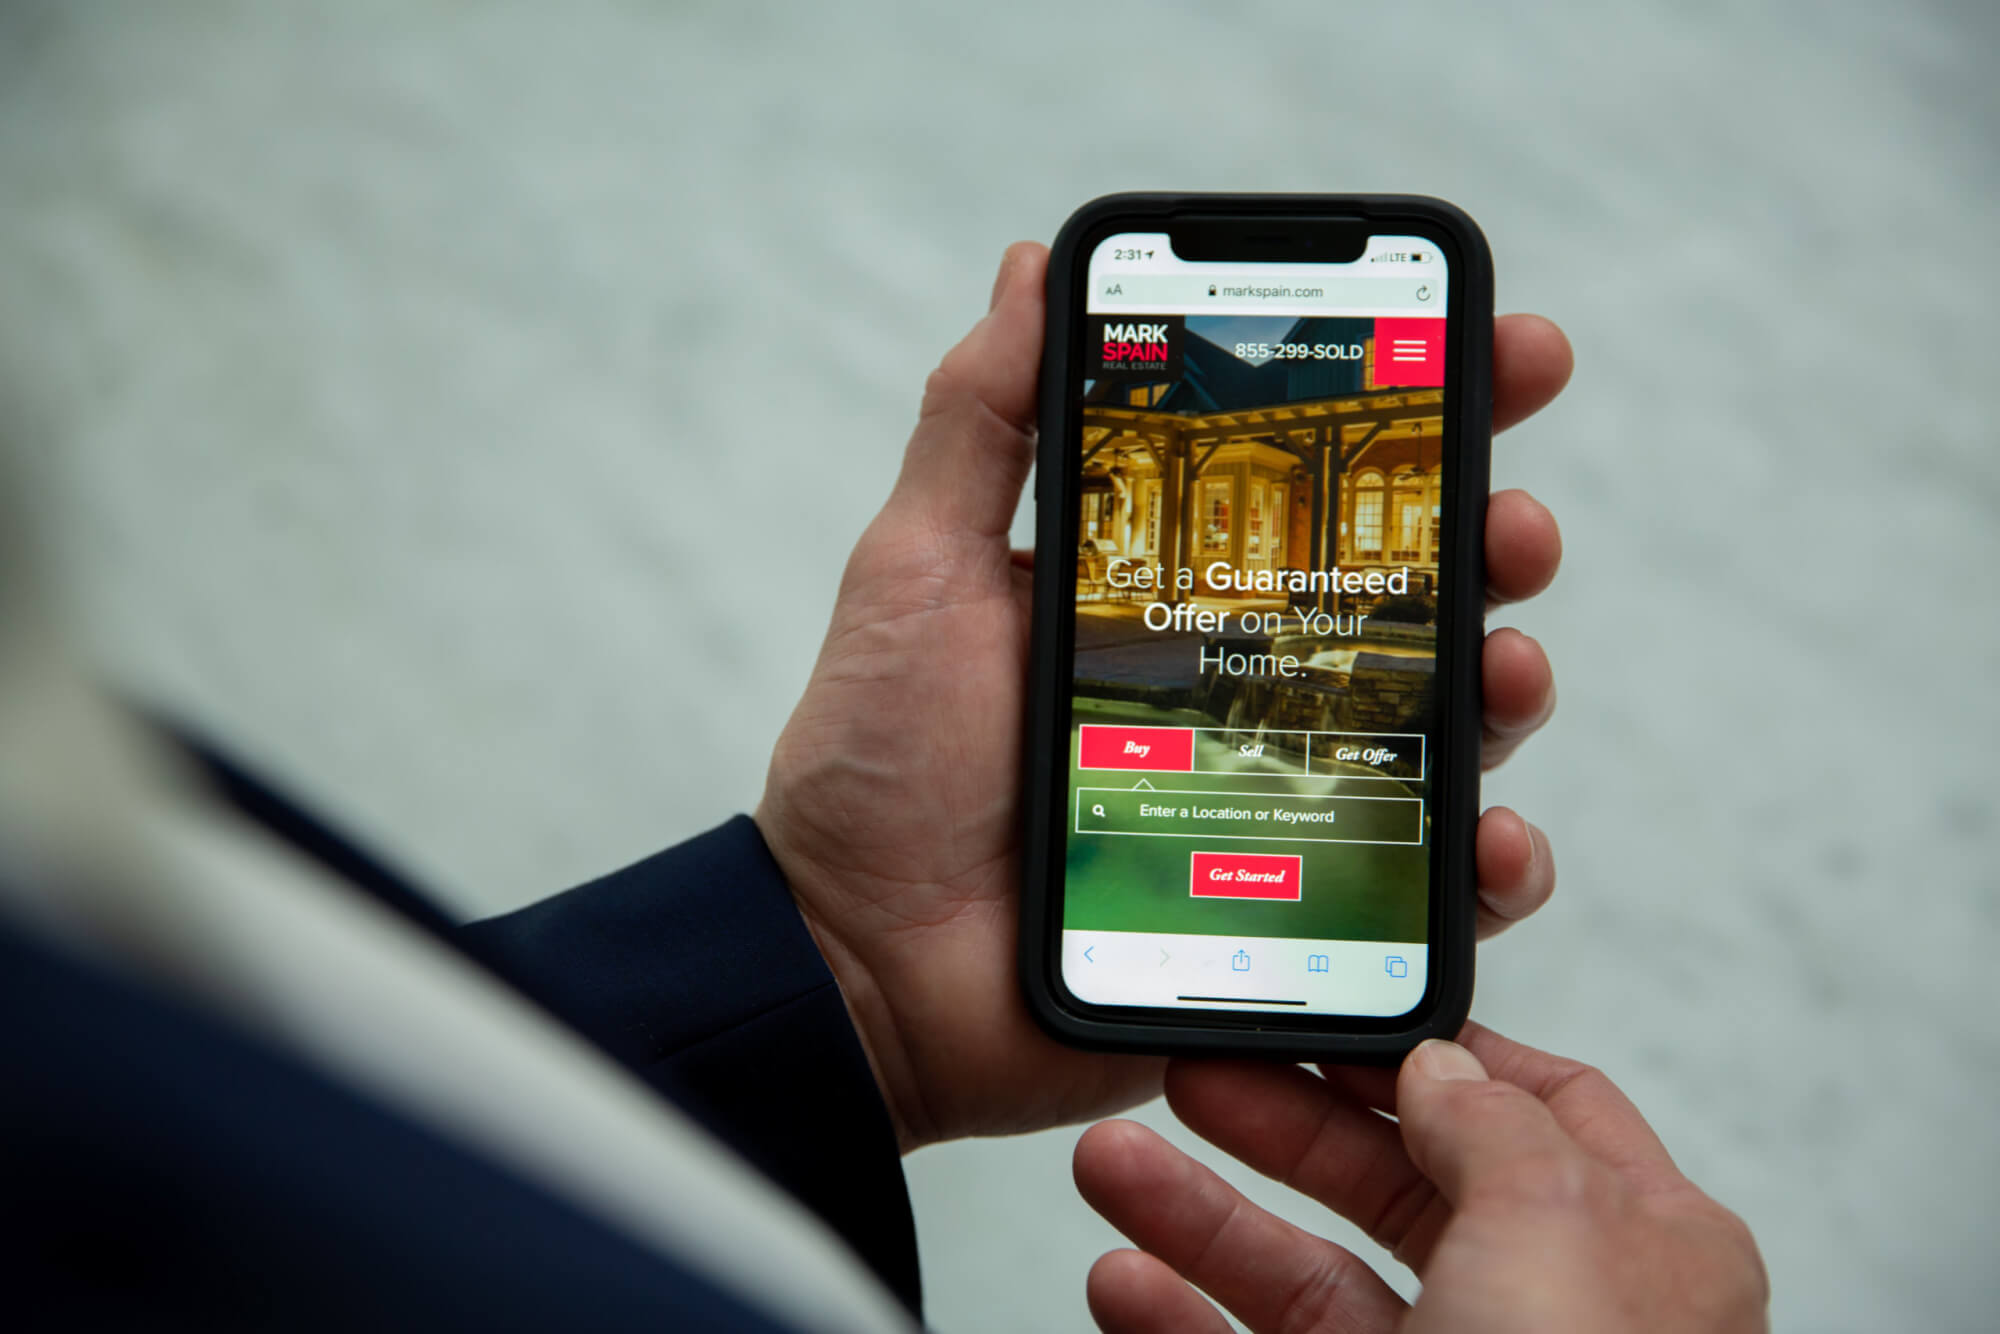 2:31 LTE
AA markspain.com
MARK
SPAIN
REAL ESTATE
855-299-SOLD
Get a Guaranteed
Offer on Your
Home.
Buy Sell Get Offer
Enter a Location or Keyword
Get Started